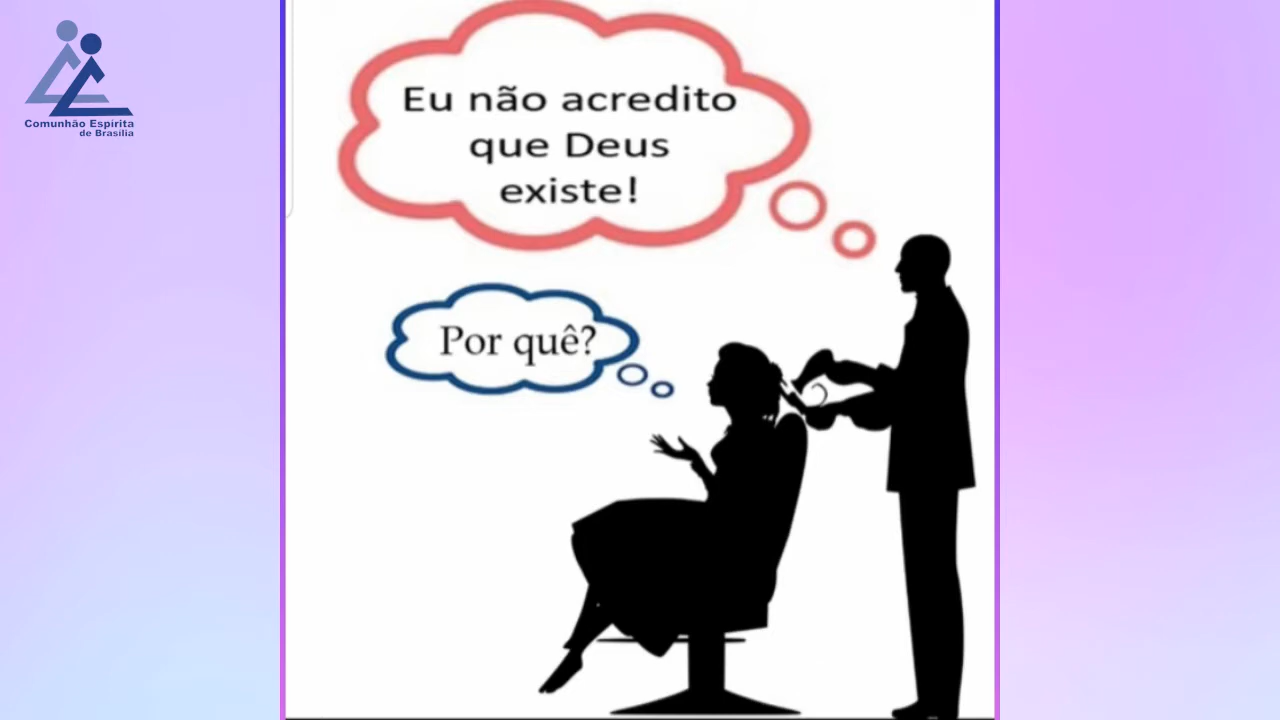 Comunhão Espírita
de Brasília
Eu não acredito
que Deus
existe!
Por quê?